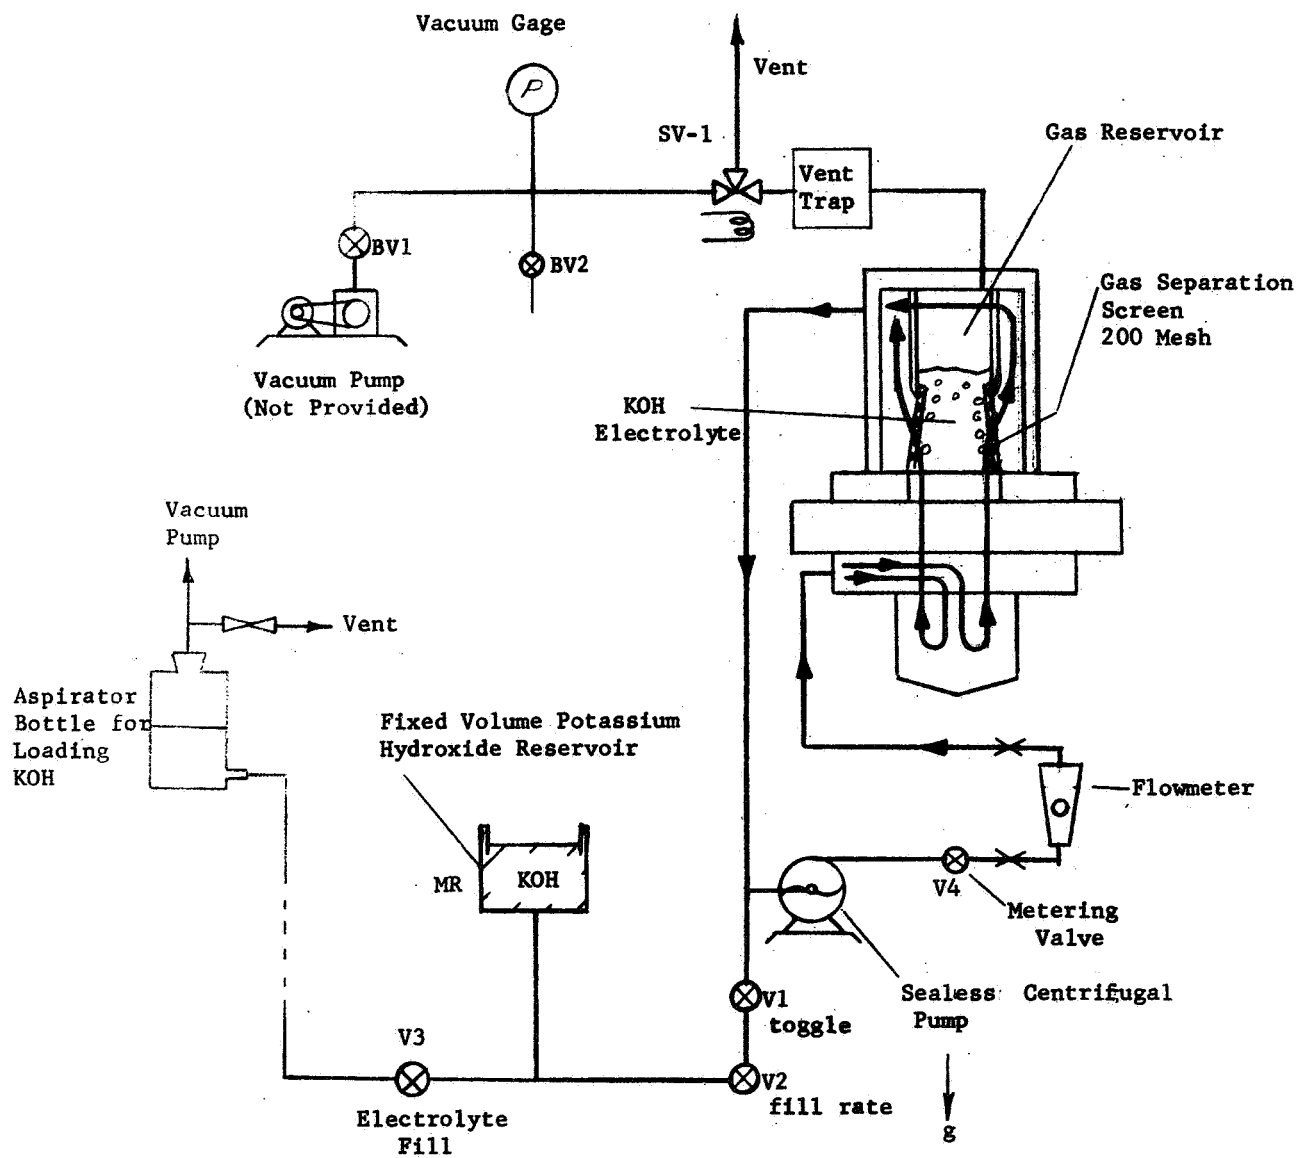 Vacuum Gage
P
Vent
SV-1
Gas Reservoir
Vent
Trap
BV1
BV2
Gas Separation
Screen
200 Mesh
Vacuum Pump
(Not Provided)
KOH
Electrolyte
Vacuum
Pump
Vent
Aspirator
Bottle for
Loading
KOH
Fixed Volume Potassium
Hydroxide Reservoir
Flowmeter
MR
KOH
V4
Metering
Valve
V1
toggle
Sealess Centrifugal
Pump
V3
V2
fill rate
Electrolyte
Fill
g